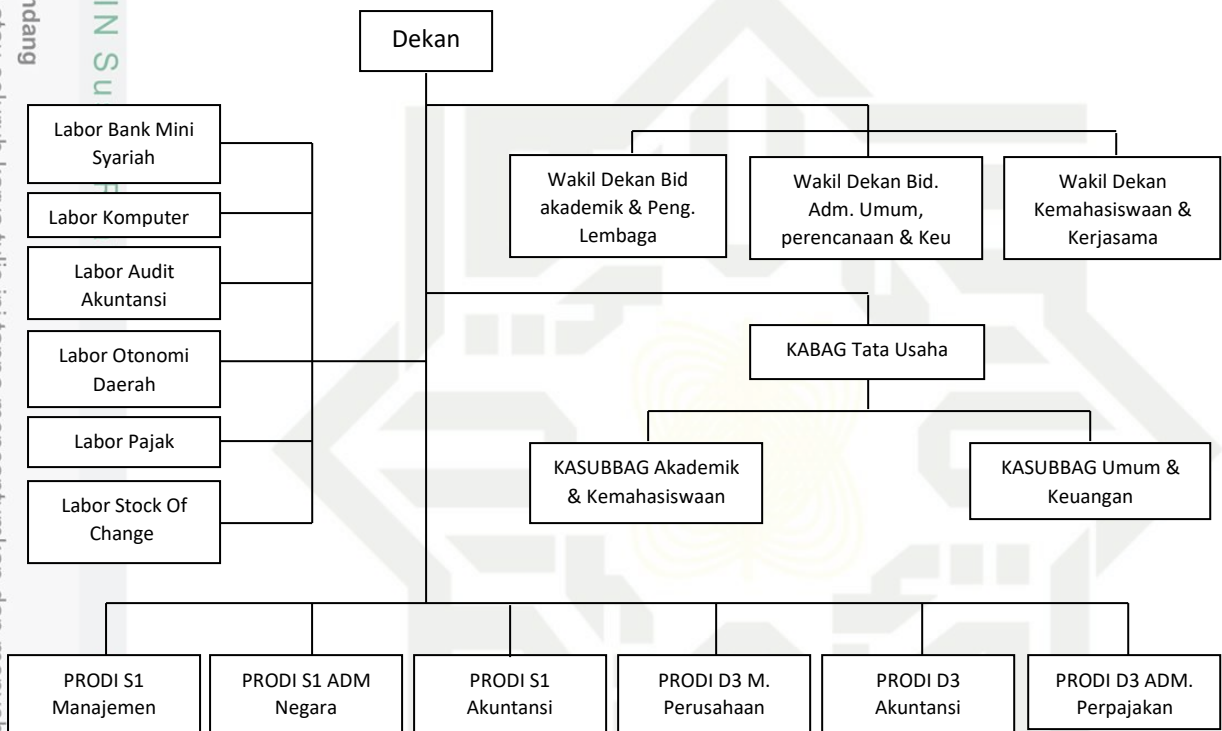 Dekan
Labor Bank Mini
Syariah
Labor Komputer
Labor Audit
Akuntansi
Labor Otonomi
Daerah
Labor Pajak
Labor Stock Of
Change
Wakil Dekan Bid
akademik & Peng.
Lembaga
Wakil Dekan Bid.
Adm. Umum,
perencanaan & Keu
Wakil Dekan
Kemahasiswaan &
Kerjasama
KABAG Tata Usaha
KASUBBAG Akademik
& Kemahasiswaan
KASUBBAG Umum &
Keuangan
PRODI S1
Manajemen
PRODI S1 ADM
Negara
PRODI S1
Akuntansi
PRODI D3 M.
Perusahaan
PRODI D3
Akuntansi
PRODI D3 ADM.
Perpajakan
ndang
IN Su